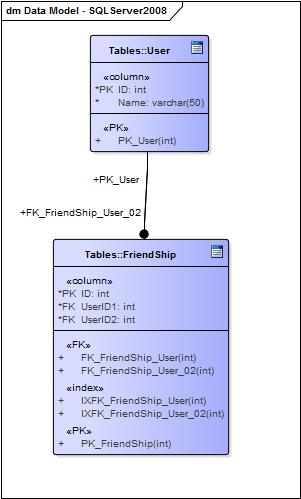 dm Data Model - SQLServer2008
Tables::User
«column»
*PK ID: int
* Name: varchar(50)
«PK»
+ PK_User(int)
+PK_User
+FK_FriendShip_User_02
Tables::FriendShip
«column»
*PK ID: int
*FK UserID1: int
*FK UserID2: int
«FK»
+ FK_FriendShip_User(int)
+ FK_FriendShip_User_02(int)
«index»
+ IXFK_FriendShip_User(int)
+ IXFK_FriendShip_User_02(int)
«PK»
+ PK_FriendShip(int)